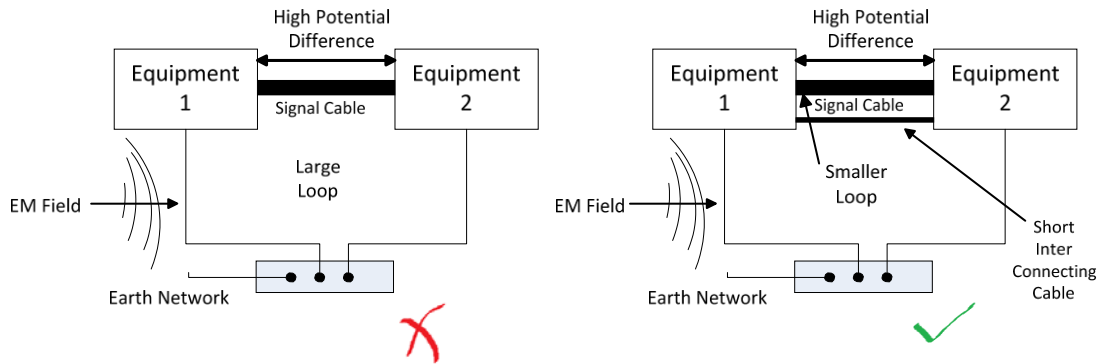 High Potential
Difference
Equipment
1
Signal Cable
Equipment
2
Large
Loop
EM Field
Earth Network
High Potential
Difference
Equipment
1
Signal Cable
Equipment
2
Smaller
Loop
EM Field
Short
Inter
Connecting
Cable
Earth Network